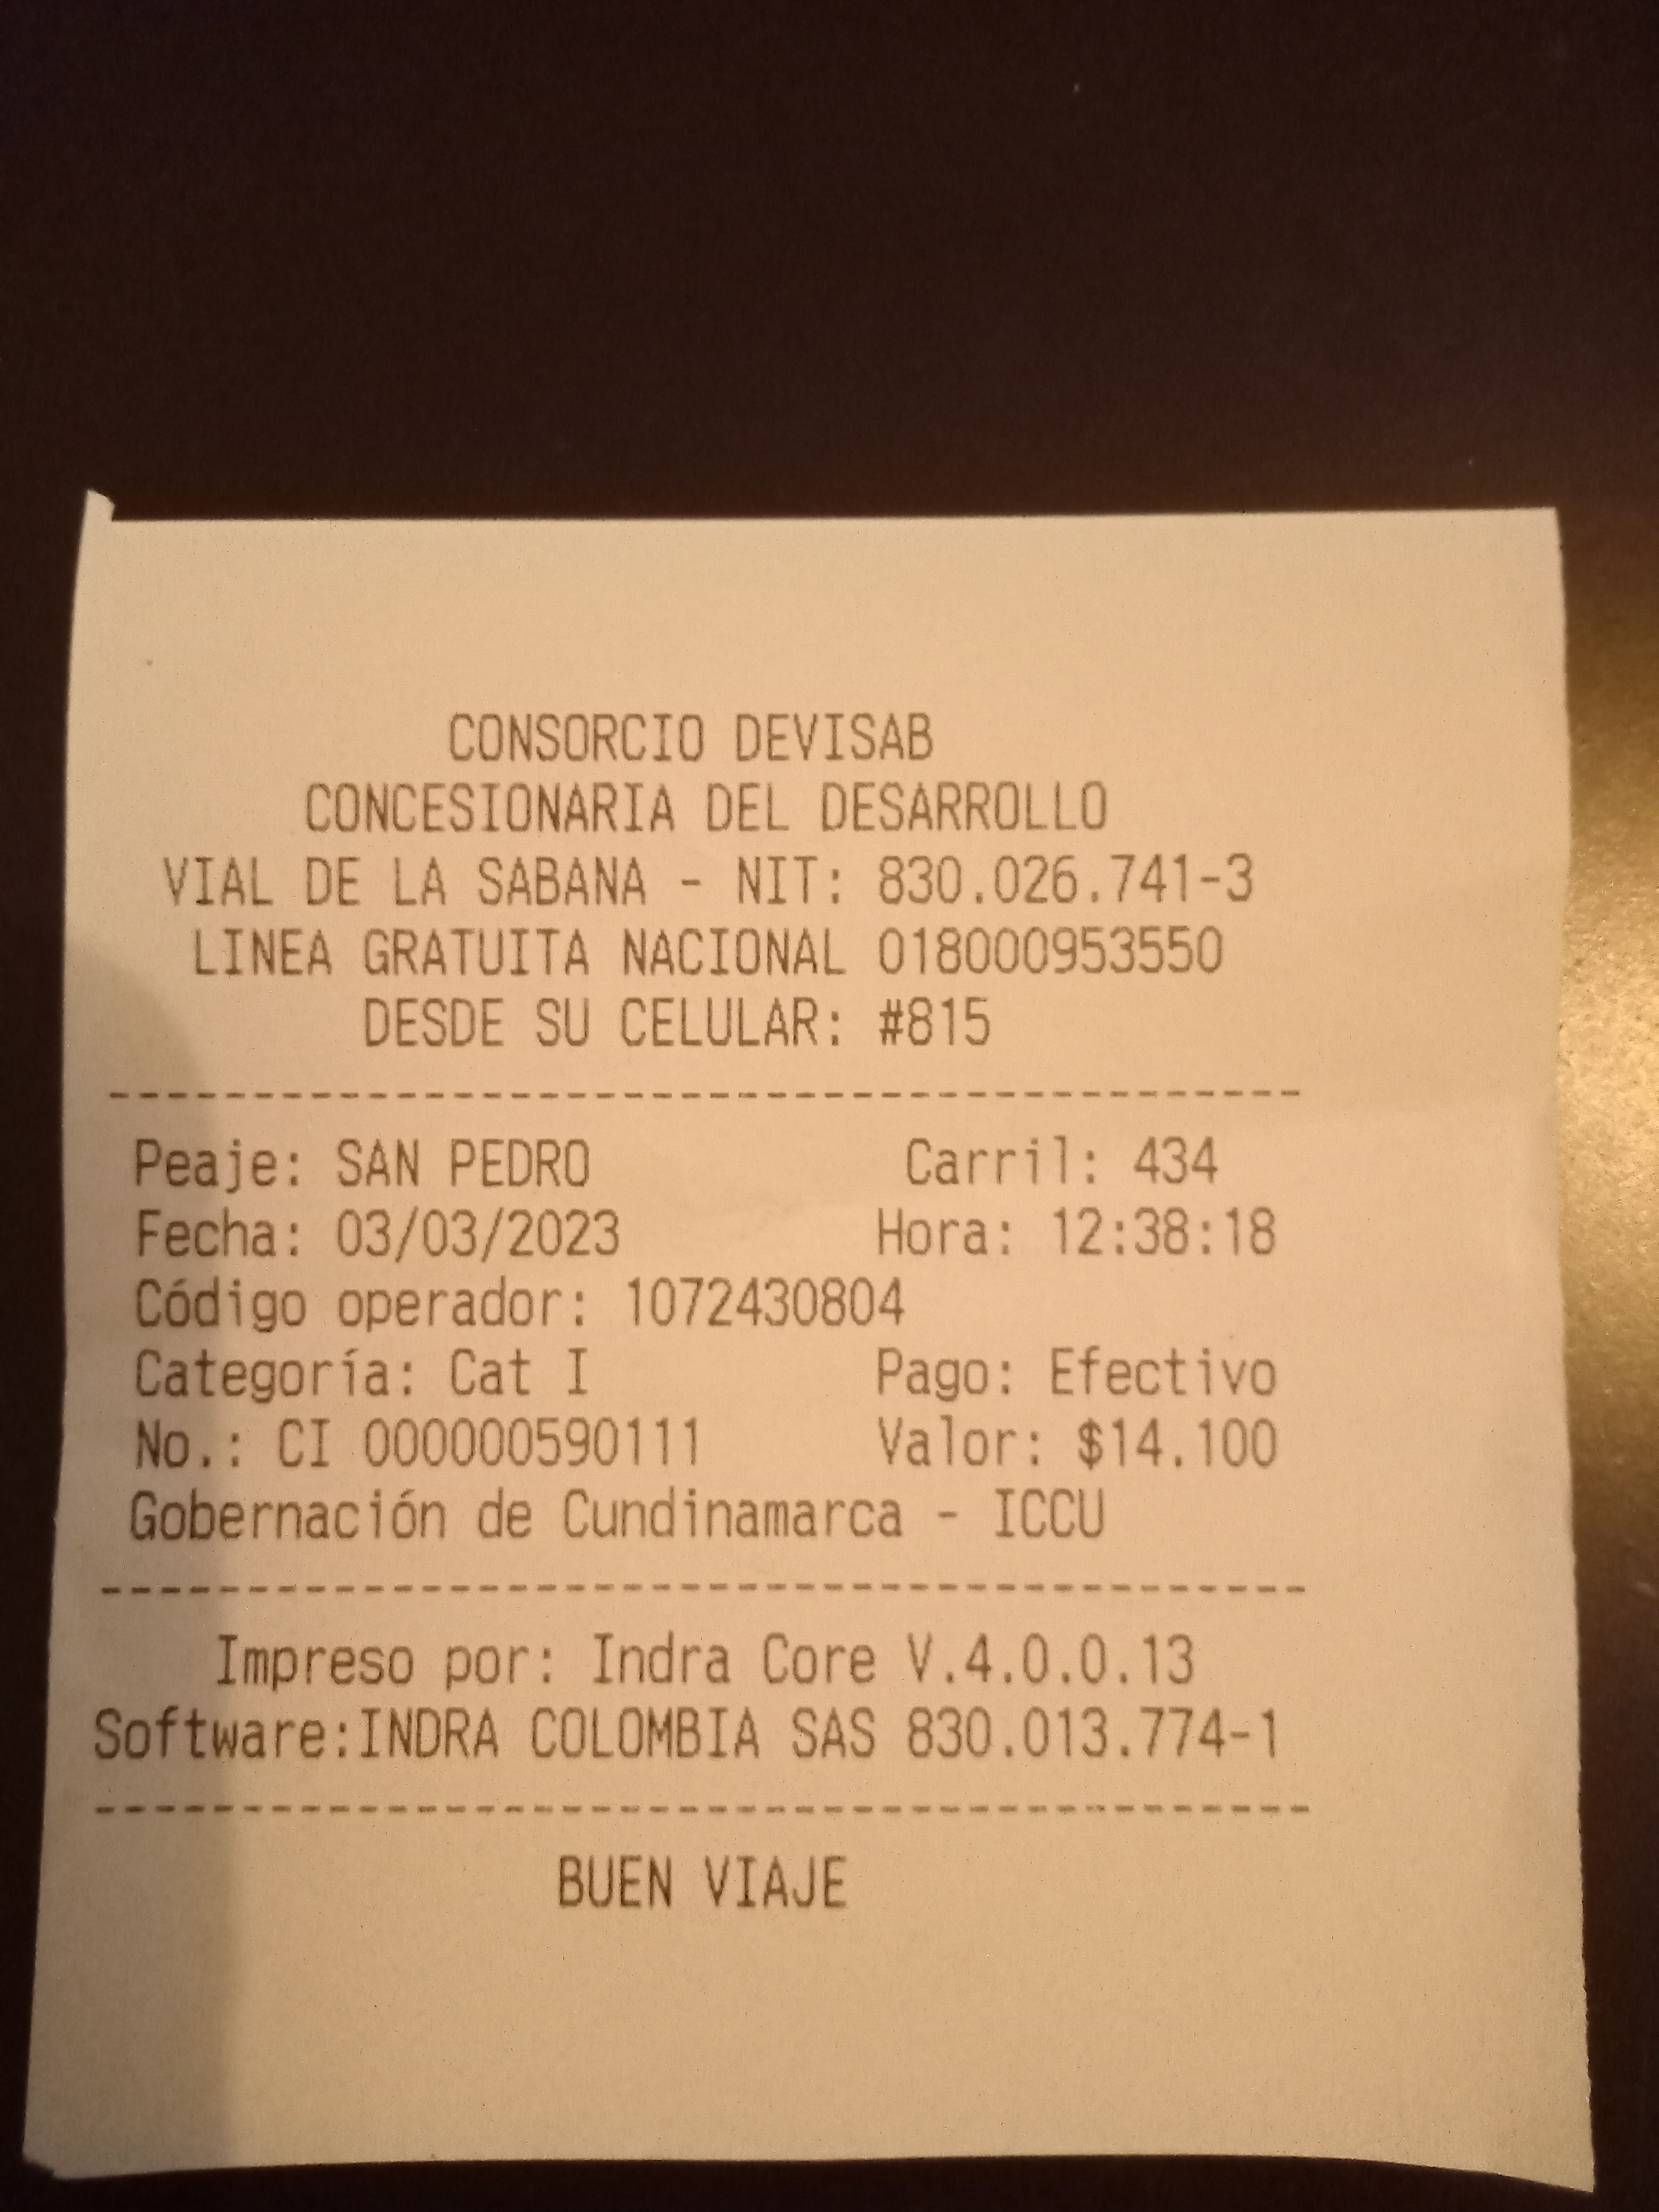 CONSORCIO DEVISAB
CONCESIONARIA DEL DESARROLLO
VIAL DE LA SABANA - NIT: 830.026.741-3
LINEA GRATUITA NACIONAL 018000953550
DESDE SU CELULAR: #815
------------------------------------------
Peaje: SAN PEDRO Carril: 434
Fecha: 03/03/2023 Hora: 12:38:18
Código operador: 1072430804
Categoría: Cat I Pago: Efectivo
No.: CI 000000590111 Valor: $14.100
Gobernación de Cundinamarca - ICCU
------------------------------------------
Impreso por: Indra Core V.4.0.0.13
Software:INDRA COLOMBIA SAS 830.013.774-1
------------------------------------------
BUEN VIAJE